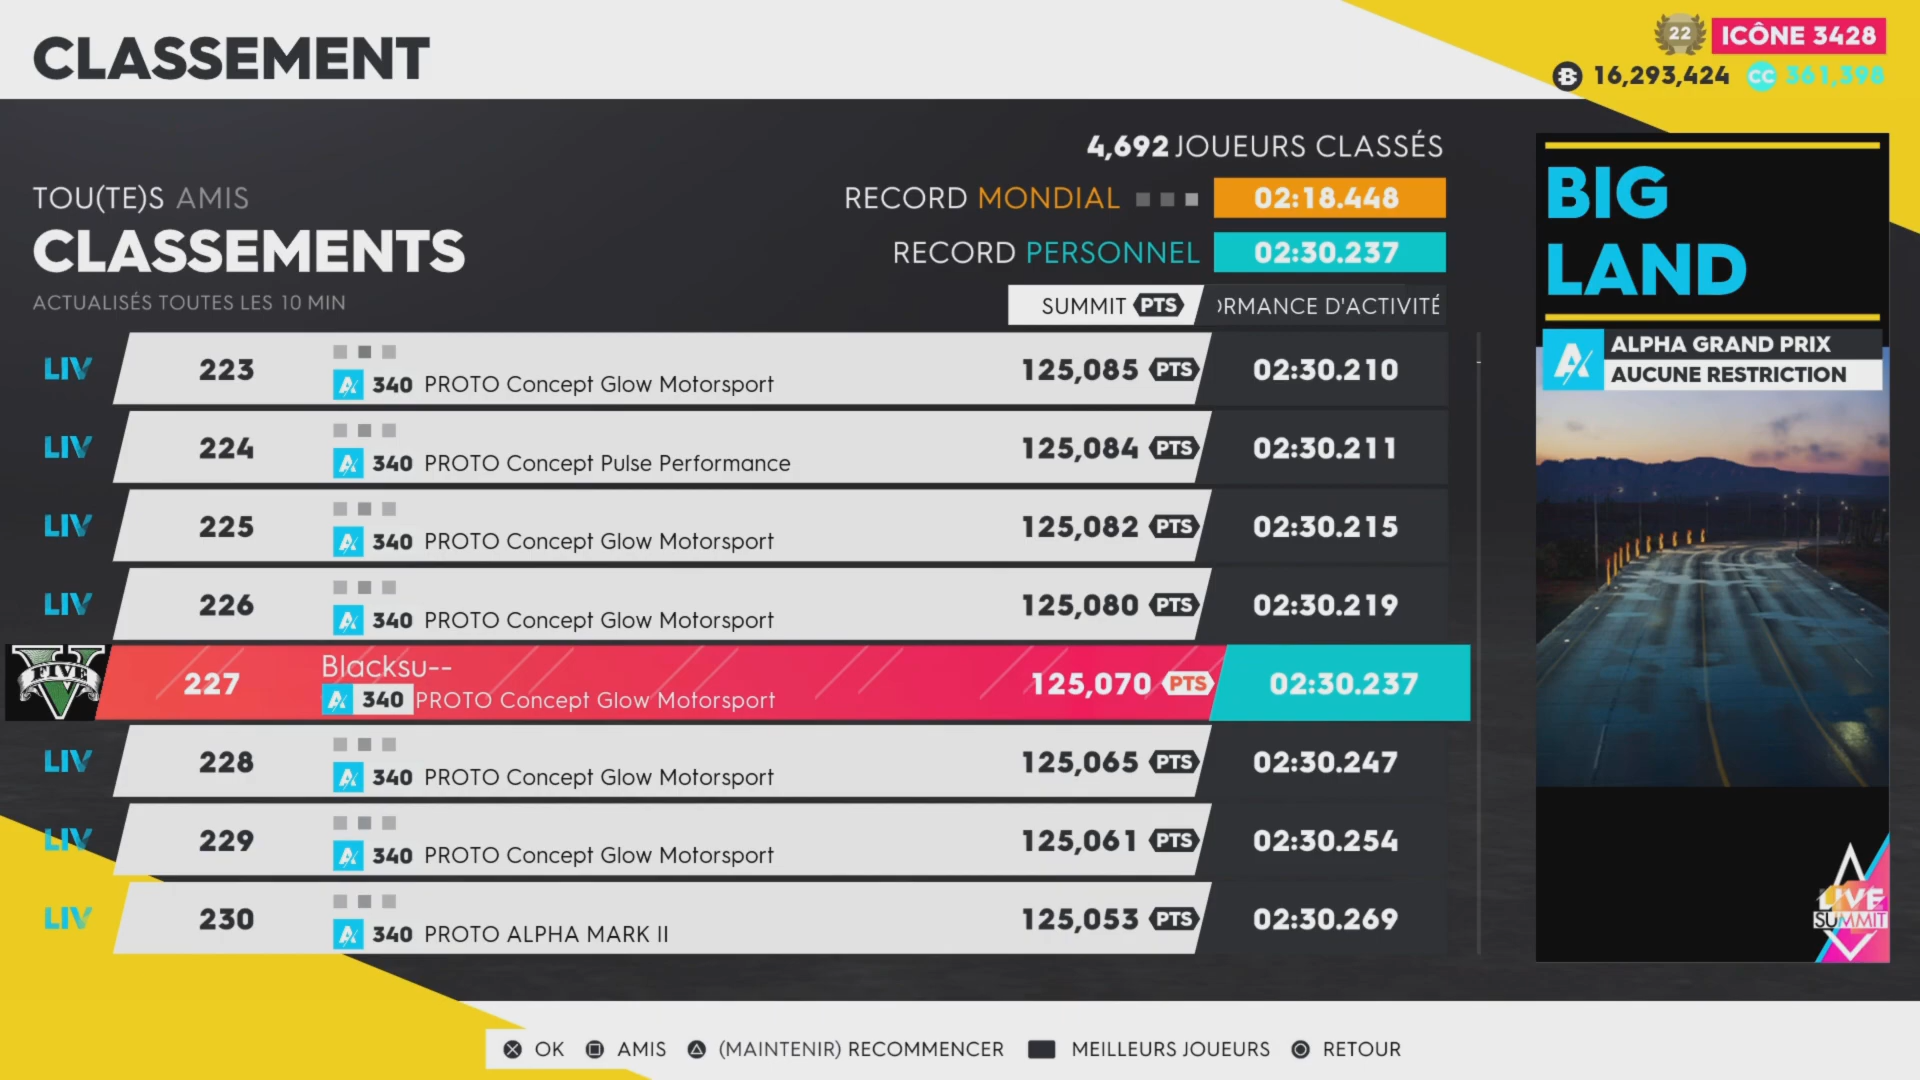 CLASSEMENT
22 ICÔNE 3428
16,293,424 CC 361,398
4,692 JOUEURS CLASSÉS
TOU(TE)S AMIS
RECORD MONDIAL 02:18.448
CLASSEMENTS
RECORD PERSONNEL 02:30.237
ACTUALISÉS TOUTES LES 10 MIN
SUMMIT PTS ORMANCE D'ACTIVITÉ
LIV 223 340 PROTO Concept Glow Motorsport 125,085 PTS 02:30.210
LIV 224 340 PROTO Concept Pulse Performance 125,084 PTS 02:30.211
LIV 225 340 PROTO Concept Glow Motorsport 125,082 PTS 02:30.215
LIV 226 340 PROTO Concept Glow Motorsport 125,080 PTS 02:30.219
Blacksu--
V FIVE 227 340 PROTO Concept Glow Motorsport 125,070 PTS 02:30.237
LIV 228 340 PROTO Concept Glow Motorsport 125,065 PTS 02:30.247
LIV 229 340 PROTO Concept Glow Motorsport 125,061 PTS 02:30.254
LIV 230 340 PROTO ALPHA MARK II 125,053 PTS 02:30.269
BIG
LAND
ALPHA GRAND PRIX
AUCUNE RESTRICTION
LIVE
SUMMIT
OK AMIS (MAINTENIR) RECOMMENCER MEILLEURS JOUEURS RETOUR